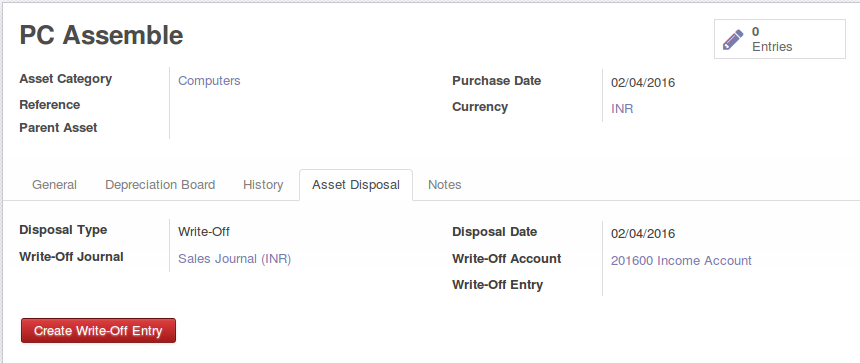 PC Assemble
0
Entries
Asset Category Computers
Purchase Date 02/04/2016
Reference
Currency INR
Parent Asset
General Depreciation Board History Asset Disposal Notes
Disposal Type Write-Off
Disposal Date 02/04/2016
Write-Off Journal Sales Journal (INR)
Write-Off Account 201600 Income Account
Write-Off Entry
Create Write-Off Entry